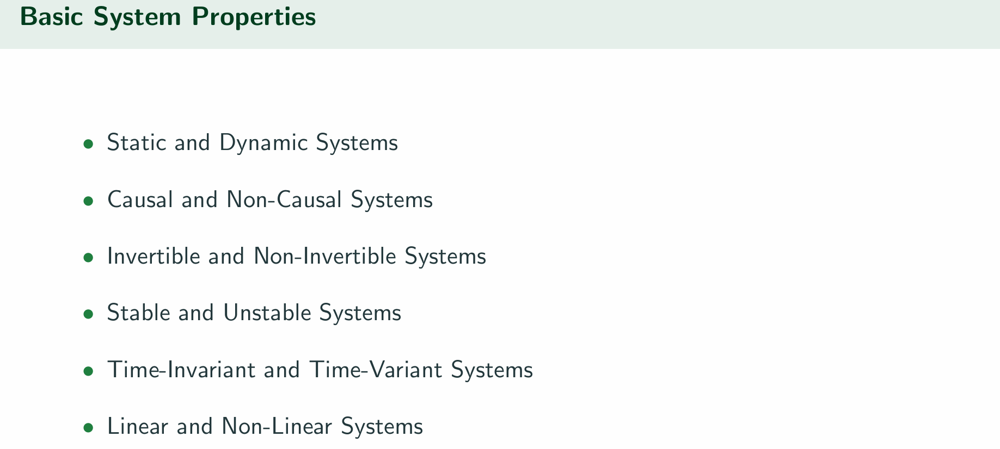 Basic System Properties
• Static and Dynamic Systems
• Causal and Non-Causal Systems
• Invertible and Non-Invertible Systems
• Stable and Unstable Systems
• Time-Invariant and Time-Variant Systems
• Linear and Non-Linear Systems